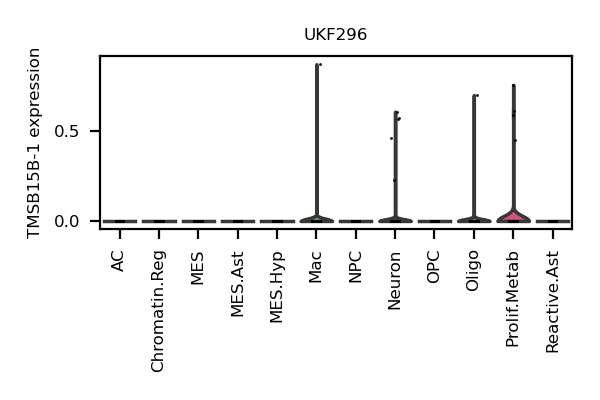 UKF296
TMSB15B-1 expression
0.5
0.0
AC
Chromatin.Reg
MES
MES.Ast
MES.Hyp
Mac
NPC
Neuron
OPC
Oligo
Prolif.Metab
Reactive.Ast